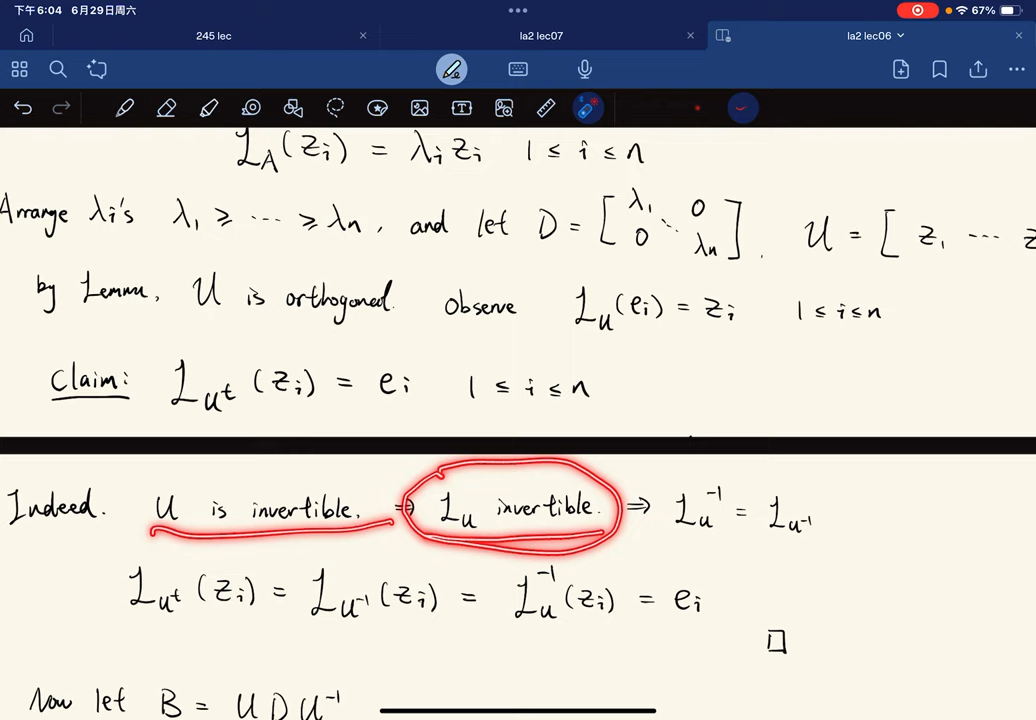 下午6:04 6月29日周六
67%
245 lec
la2 lec07
la2 lec06
L_A(z_i) = λ_i z_i 1 ≤ i ≤ n
Arrange λ_i's λ_1 ≥ ⋯ ≥ λ_n, and let D = [λ_1 0 ⋱ 0 λ_n]. U = [ z_1 ⋯ z
by Lemma, U is orthogonal. Observe L_U(e_i) = z_i 1 ≤ i ≤ n
Claim: L_{U^t}(z_i) = e_i 1 ≤ i ≤ n
Indeed. U is invertible. ⇒ L_U invertible. ⇒ L_U^{-1} = L_{U^{-1}}
L_{U^t}(z_i) = L_{U^{-1}}(z_i) = L_U^{-1}(z_i) = e_i
□
Now let B = U D U^{-1}